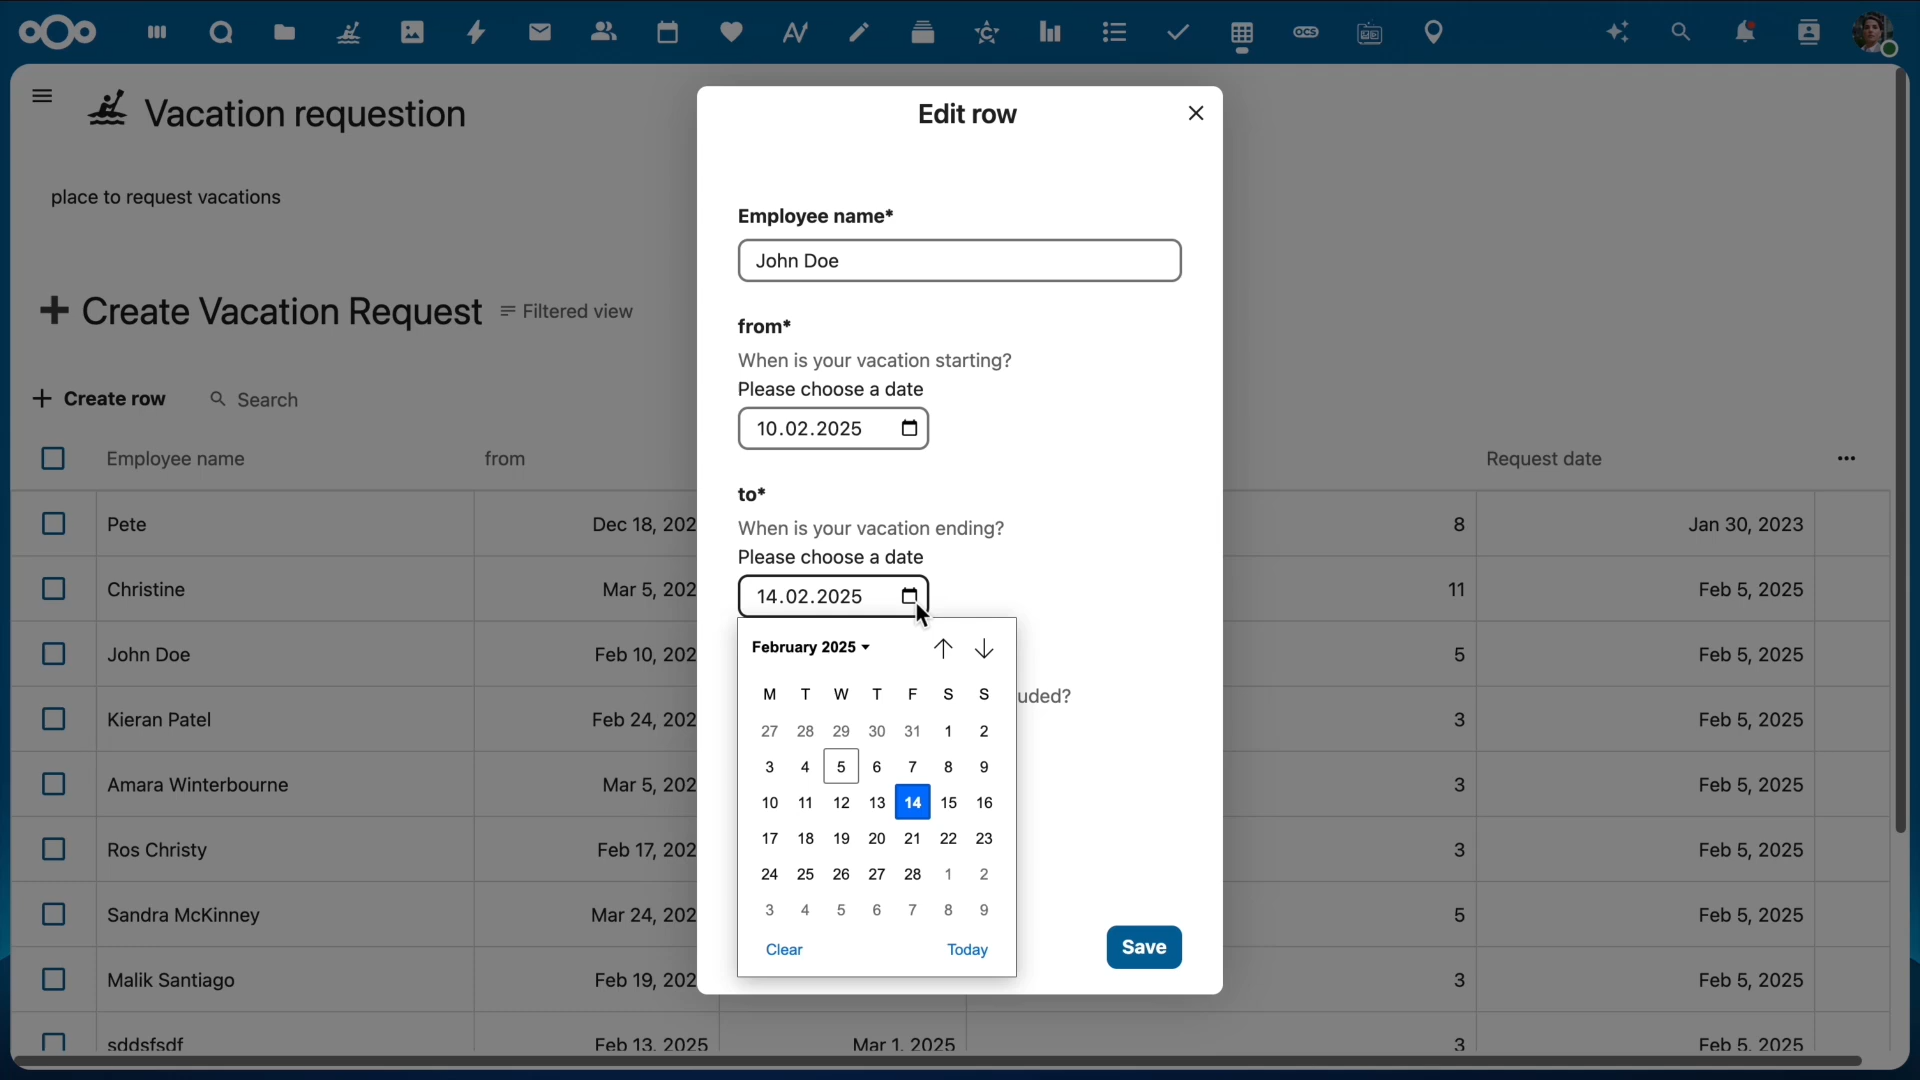 OCS
Vacation requestion
place to request vacations
Create Vacation Request Filtered view
Create row Search
Employee name from Request date
Pete Dec 18, 202 8 Jan 30, 2023
Christine Mar 5, 202 11 Feb 5, 2025
John Doe Feb 10, 202 5 Feb 5, 2025
Kieran Patel Feb 24, 202 3 Feb 5, 2025
Amara Winterbourne Mar 5, 202 3 Feb 5, 2025
Ros Christy Feb 17, 202 3 Feb 5, 2025
Sandra McKinney Mar 24, 202 5 Feb 5, 2025
Malik Santiago Feb 19, 202 3 Feb 5, 2025
sddsfsdf Feb 13, 2025 Mar 1, 2025 3 Feb 5, 2025
Edit row
Employee name*
John Doe
from*
When is your vacation starting?
Please choose a date
10.02.2025
to*
When is your vacation ending?
Please choose a date
14.02.2025
uded?
February 2025
M T W T F S S
27 28 29 30 31 1 2
3 4 5 6 7 8 9
10 11 12 13 14 15 16
17 18 19 20 21 22 23
24 25 26 27 28 1 2
3 4 5 6 7 8 9
Clear Today
Save